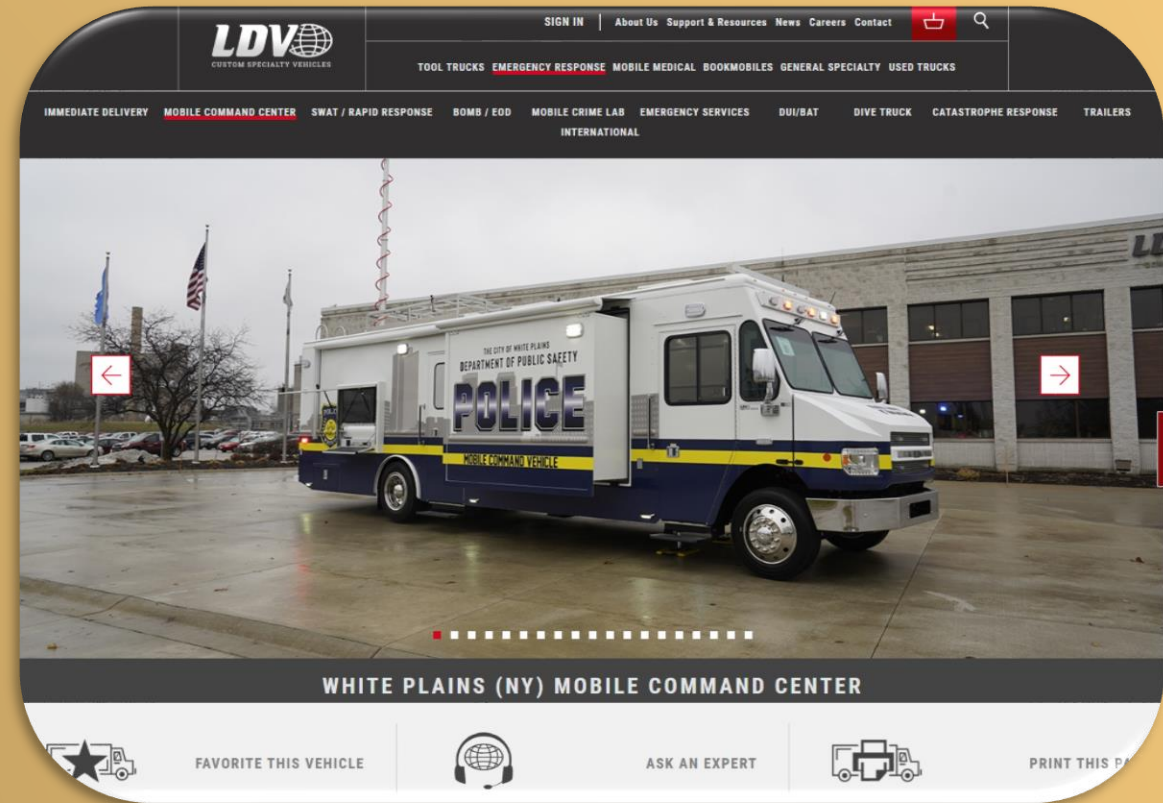 LDV
CUSTOM SPECIALTY VEHICLES
SIGN IN About Us Support & Resources News Careers Contact
TOOL TRUCKS EMERGENCY RESPONSE MOBILE MEDICAL BOOKMOBILES GENERAL SPECIALTY USED TRUCKS
IMMEDIATE DELIVERY MOBILE COMMAND CENTER SWAT / RAPID RESPONSE BOMB / EOD MOBILE CRIME LAB EMERGENCY SERVICES DUI/BAT DIVE TRUCK CATASTROPHE RESPONSE TRAILERS
INTERNATIONAL
THE CITY OF WHITE PLAINS
DEPARTMENT OF PUBLIC SAFETY
POLICE
MOBILE COMMAND VEHICLE
WHITE PLAINS (NY) MOBILE COMMAND CENTER
FAVORITE THIS VEHICLE
ASK AN EXPERT
PRINT THIS